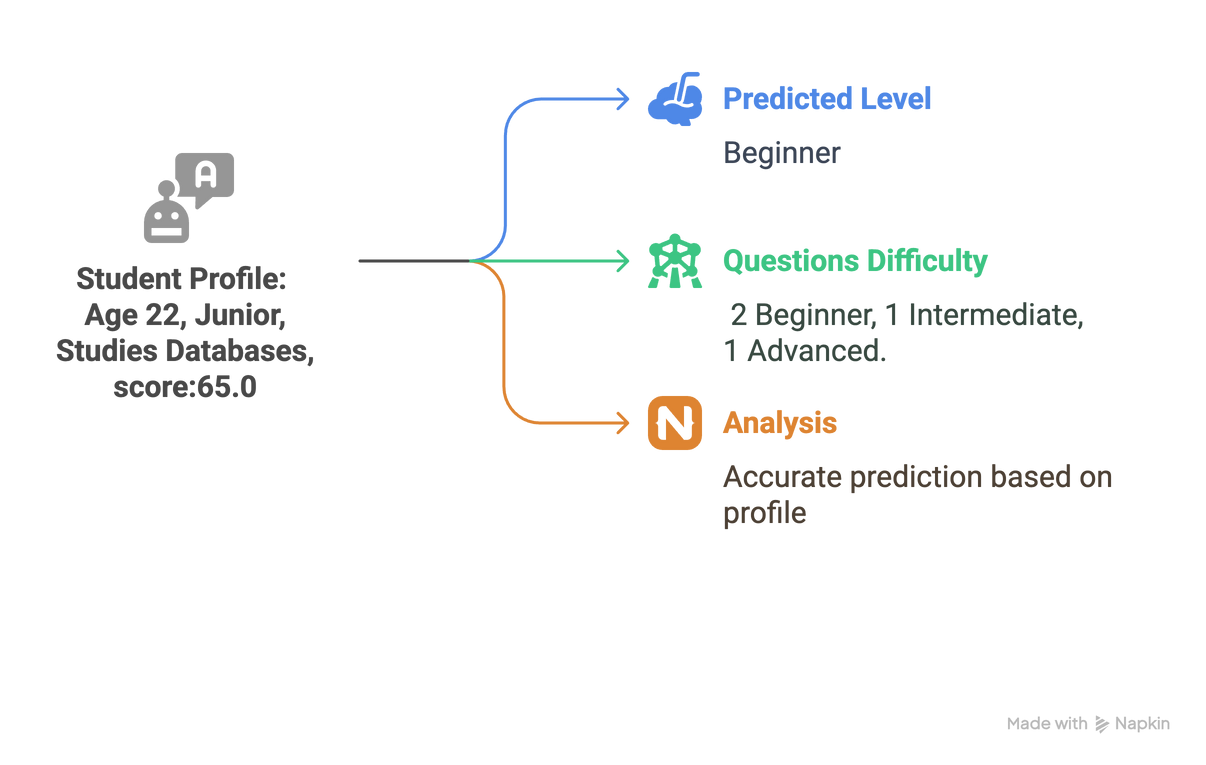 A
Student Profile:
Age 22, Junior,
Studies Databases,
score:65.0
Predicted Level
Beginner
Questions Difficulty
2 Beginner, 1 Intermediate,
1 Advanced.
N
Analysis
Accurate prediction based on
profile
Made with Napkin